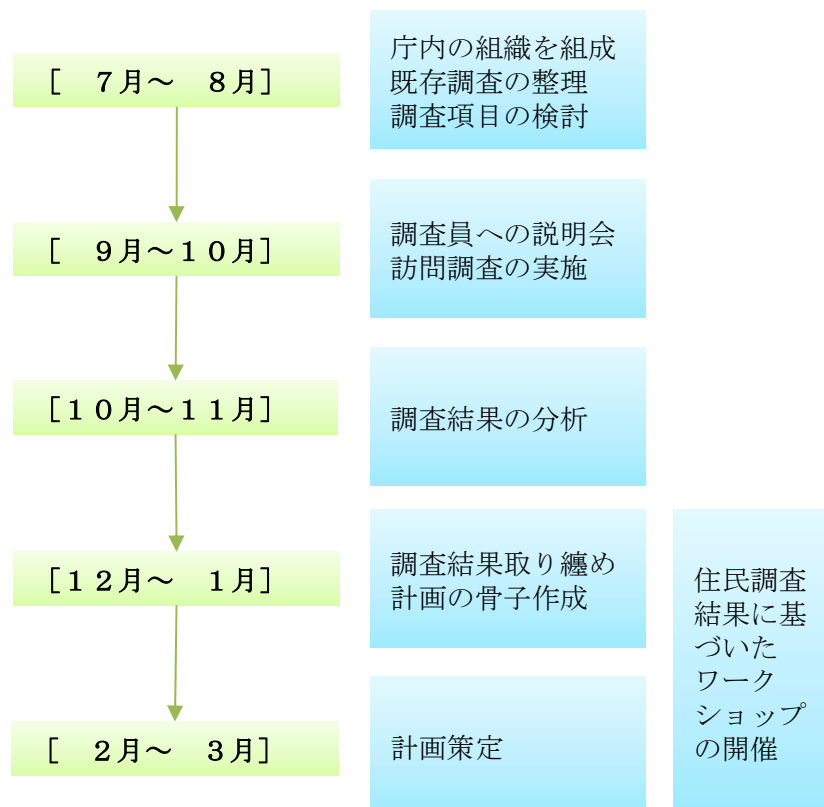 [　７月～　８月]
庁内の組織を組成
既存調査の整理
調査項目の検討
[　９月～１０月]
調査員への説明会
訪問調査の実施
[１０月～１１月]
調査結果の分析
[１２月～　１月]
調査結果取り纏め
計画の骨子作成
[　２月～　３月]
計画策定
住民調査
結果に基
づいた
ワーク
ショップ
の開催